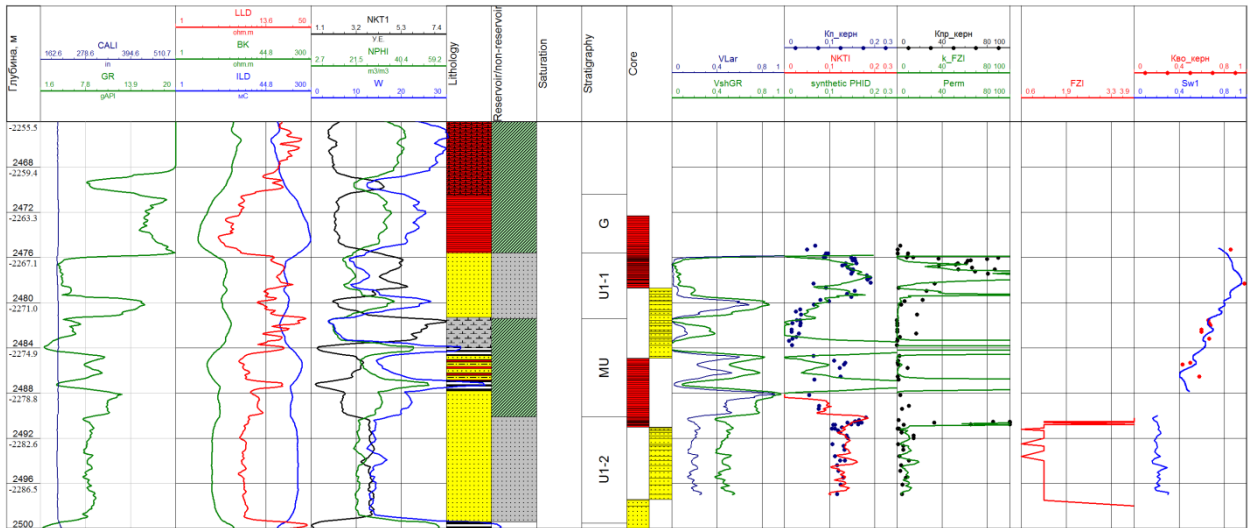 Глубина, м
CALI
162.6 278.6 394.6 510.7
in
GR
1.6 7.8 13.9 20
gAPI
LLD
1 13.6 50
ohm.m
BK
1 44.8 300
ohm.m
ILD
1 44.8 300
мС
NKT1
1.1 3.2 5.3 7.4
У.Е.
NPHI
2.7 21.5 40.4 59.2
m3/m3
W
0 10 20 30
Lithology
Reservoir/non-reservoir
Saturation
Stratigraphy
Core
VLar
0 0,4 0,8 1
VshGR
0 0,4 0,8 1
Кп_керн
0 0,1 0,2 0,3
NKTI
0 0,1 0,2 0,3
synthetic PHID
0 0,1 0,2 0,3
Кпр_керн
0 40 80 100
k_FZI
0 40 80 100
Perm
0 40 80 100
FZI
0.6 1.9 3.3 3.9
Кво_керн
0 0,4 0,8 1
Sw1
0 0,4 0,8 1
-2255.5
2468
-2259.4
2472
-2263.3
2476
-2267.1
2480
-2271.0
2484
-2274.9
2488
-2278.8
2492
-2282.6
2496
-2286.5
2500
G
U1-1
MU
U1-2